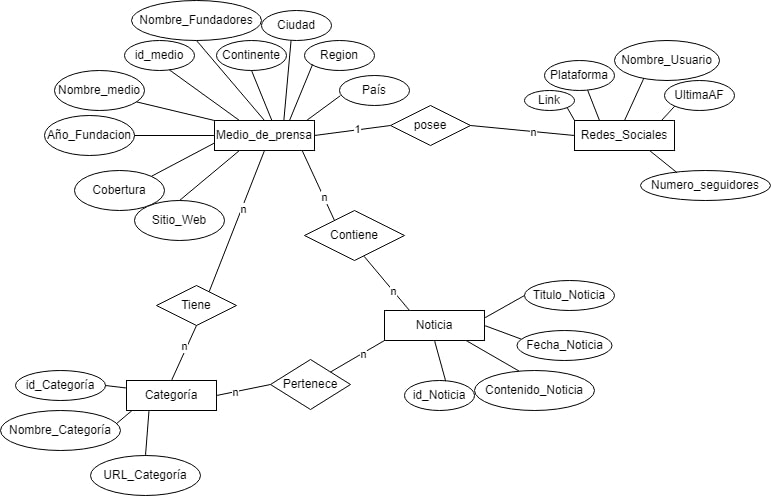 Nombre_Fundadores
Ciudad
id_medio
Continente
Region
Nombre_medio
País
Año_Fundacion
Medio_de_prensa
Cobertura
Sitio_Web
1
posee
n
Plataforma
Nombre_Usuario
Link
UltimaAF
Redes_Sociales
Numero_seguidores
n
n
Contiene
n
Tiene
n
Titulo_Noticia
Noticia
Fecha_Noticia
n
Pertenece
n
id_Noticia
Contenido_Noticia
id_Categoría
Categoría
Nombre_Categoría
URL_Categoría